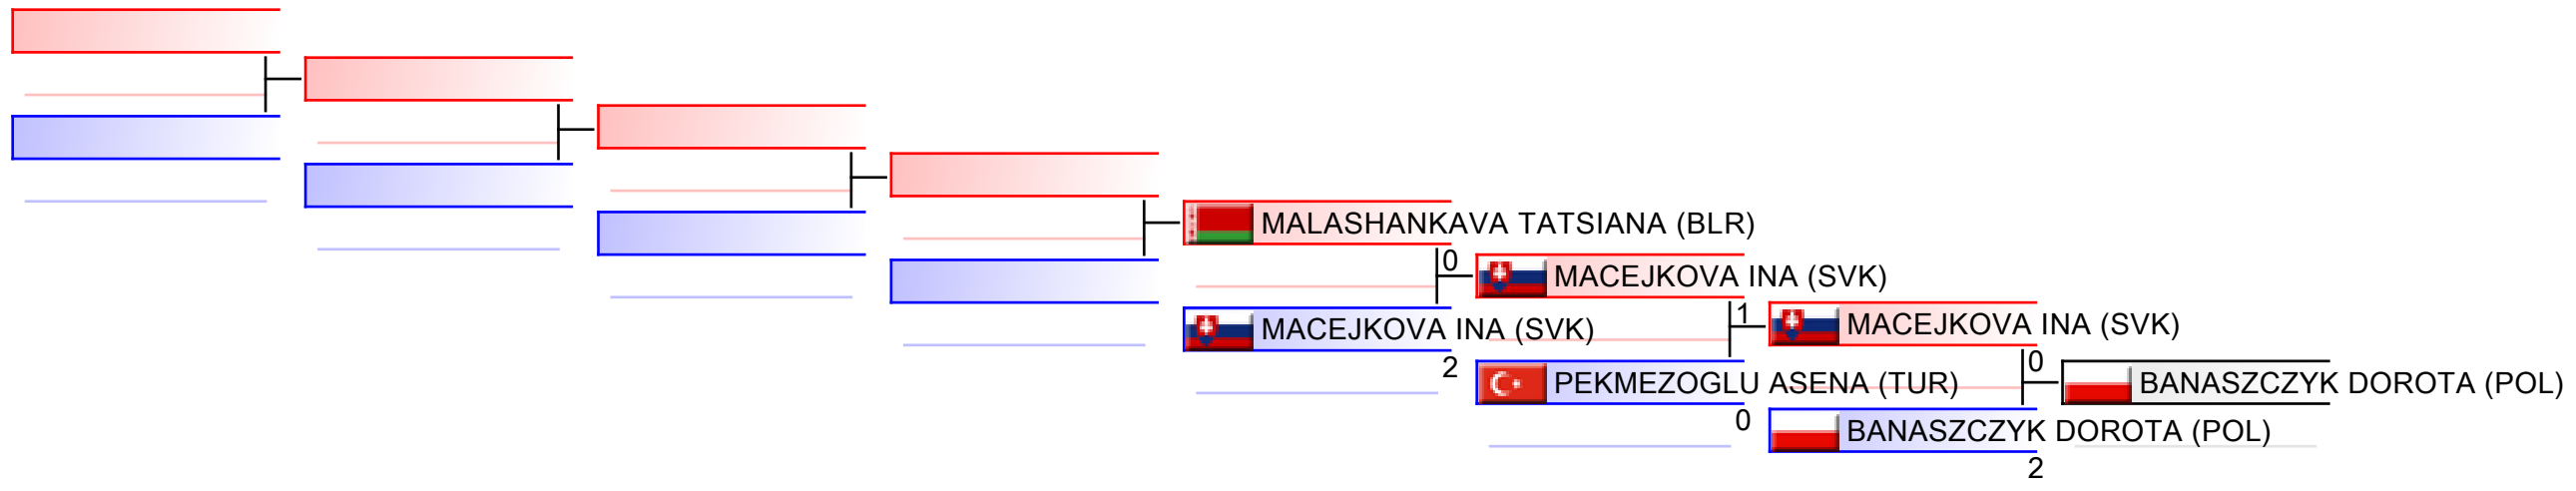 MALASHANKAVA TATSIANA (BLR)
0
MACEJKOVA INA (SVK)
1
MACEJKOVA INA (SVK) MACEJKOVA INA (SVK)
2
0
PEKMEZOGLU ASENA (TUR) BANASZCZYK DOROTA (POL)
0
BANASZCZYK DOROTA (POL)
2